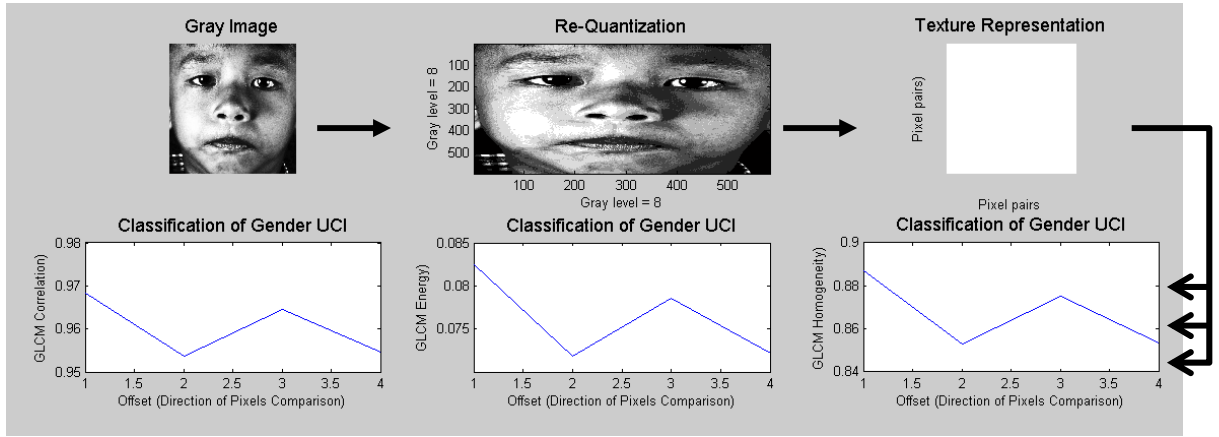 Gray Image
Re-Quantization
Texture Representation
Gray level = 8
100
200
300
400
500
100
200
300
400
500
Gray level = 8
Pixel pairs)
Pixel pairs
Classification of Gender UCI
GLCM Correlation)
0.98
0.97
0.96
0.95
1
1.5
2
2.5
3
3.5
4
Offset (Direction of Pixels Comparison)
Classification of Gender UCI
GLCM Energy)
0.085
0.08
0.075
1
1.5
2
2.5
3
3.5
4
Offset (Direction of Pixels Comparison)
Classification of Gender UCI
GLCM Homogeneity)
0.9
0.88
0.86
0.84
1
1.5
2
2.5
3
3.5
4
Offset (Direction of Pixels Comparison)